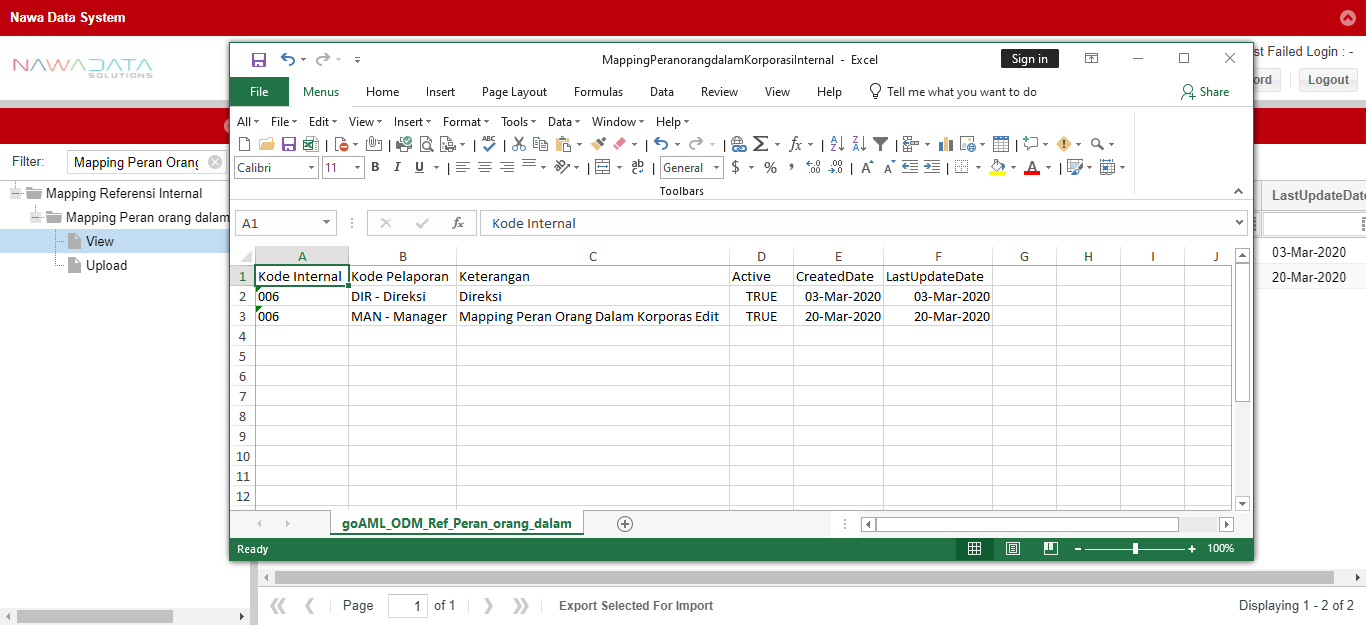 Nawa Data System
NAWADATA
SOLUTIONS
st Failed Login : -
ord
Logout
Filter:
Mapping Peran Orang
Mapping Referensi Internal
Mapping Peran orang dalam
View
Upload
MappingPeranorangdalamKorporasiInternal - Excel
Sign in
File Menus Home Insert Page Layout Formulas Data Review View Help Tell me what you want to do Share
All File Edit View Insert Format Tools Data Window Help
Calibri 11 B I U General $ % ,
Toolbars
A1 fx Kode Internal
A B C D E F G H I J
1 Kode Internal Kode Pelaporan Keterangan Active CreatedDate LastUpdateDate
2 006 DIR - Direksi Direksi TRUE 03-Mar-2020 03-Mar-2020
3 006 MAN - Manager Mapping Peran Orang Dalam Korporas Edit TRUE 20-Mar-2020 20-Mar-2020
4
5
6
7
8
9
10
11
12
goAML_ODM_Ref_Peran_orang_dalam
Ready
100%
LastUpdateDate
03-Mar-2020
20-Mar-2020
Page 1 of 1 Export Selected For Import Displaying 1 - 2 of 2